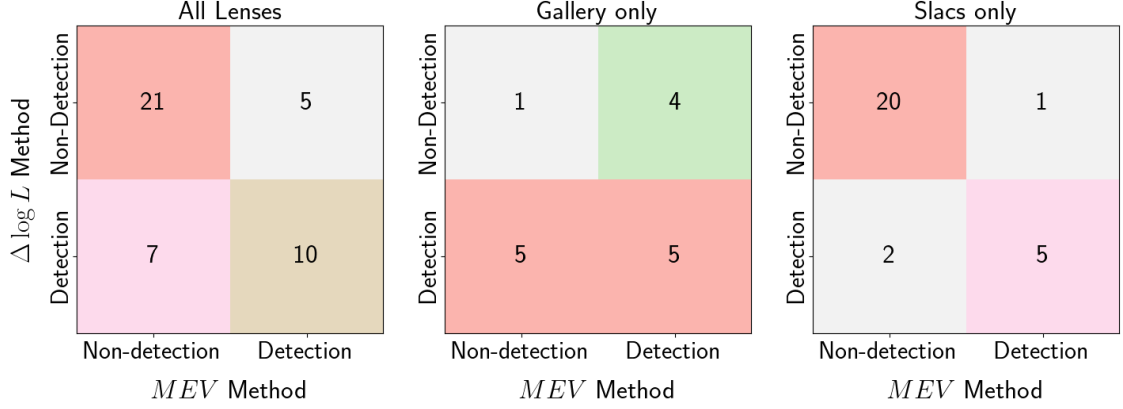 All Lenses
Gallery only
Slacs only
Δ log L Method
Non-Detection
Detection
21
5
7
10
Non-detection
Detection
MEV Method
Non-Detection
Detection
1
4
5
5
Non-detection
Detection
MEV Method
Non-Detection
Detection
20
1
2
5
Non-detection
Detection
MEV Method